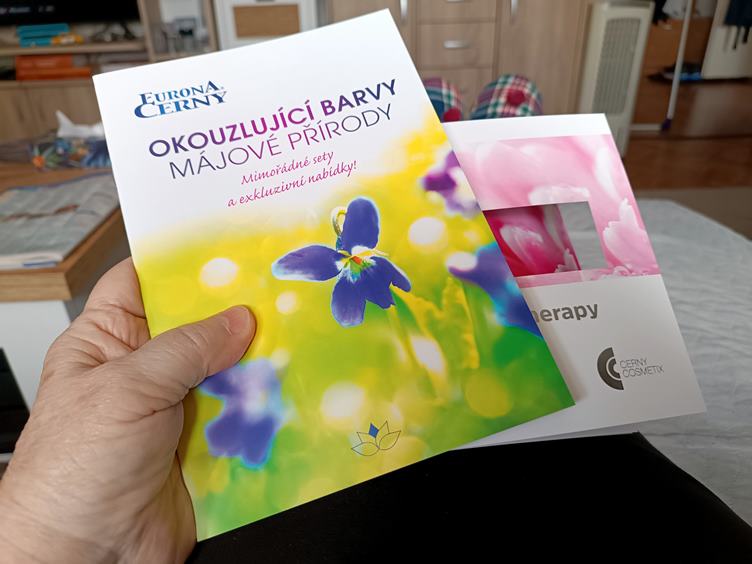 EURONA
CERNY
OKOUZLUJÍCÍ BARVY
MÁJOVÉ PŘÍRODY
Mimořádné sety
a exkluzivní nabídky!
herapy
CERNY
COSMETIX